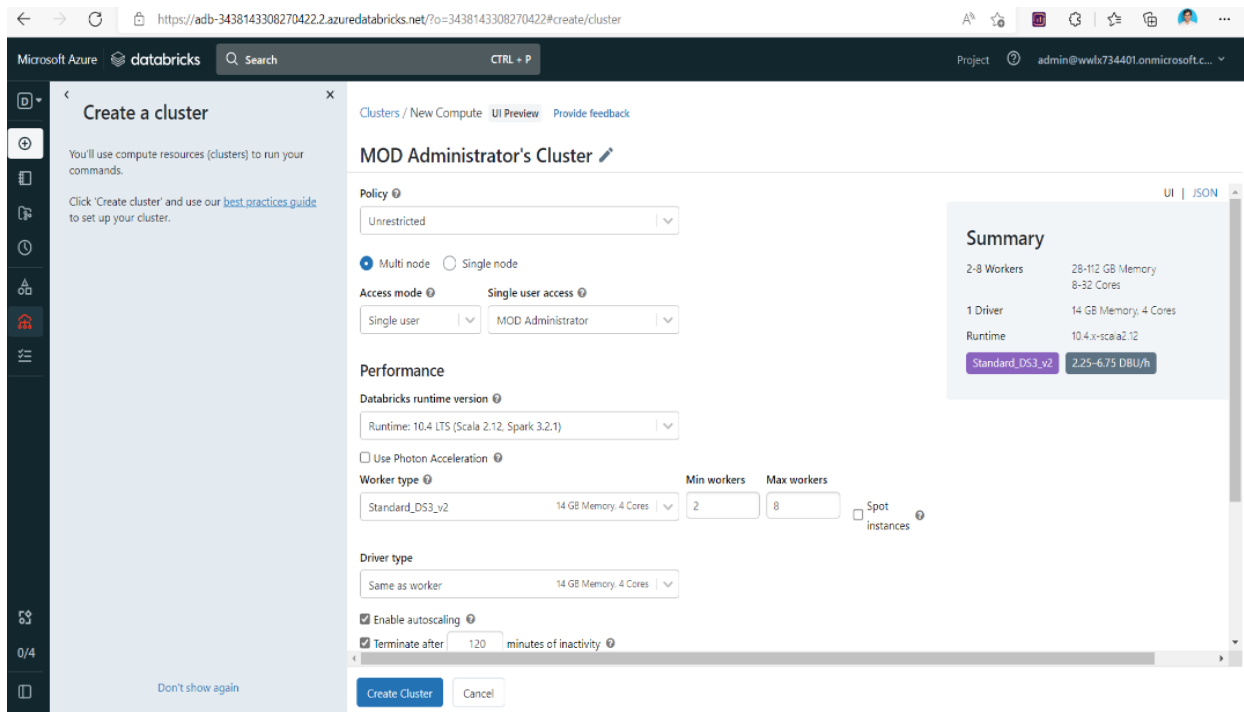 https://adb-3438143308270422.2.azuredatabricks.net/?o=3438143308270422#create/cluster
Microsoft Azure databricks Search CTRL + P Project admin@wwlx734401.onmicrosoft.c...
D
Create a cluster
You'll use compute resources (clusters) to run your
commands.
Click 'Create cluster' and use our best practices guide
to set up your cluster.
0/4
Don't show again
Clusters / New Compute UI Preview Provide feedback
MOD Administrator's Cluster
UI | JSON
Policy
Unrestricted
Multi node Single node
Access mode Single user access
Single user MOD Administrator
Performance
Databricks runtime version
Runtime: 10.4 LTS (Scala 2.12, Spark 3.2.1)
Use Photon Acceleration
Worker type Min workers Max workers
Standard_DS3_v2 14 GB Memory, 4 Cores 2 8
Spot
instances
Driver type
Same as worker 14 GB Memory, 4 Cores
Enable autoscaling
Terminate after 120 minutes of inactivity
Create Cluster Cancel
Summary
2-8 Workers 28-112 GB Memory
8-32 Cores
1 Driver 14 GB Memory, 4 Cores
Runtime 10.4.x-scala2.12
Standard_DS3_v2 2.25–6.75 DBU/h